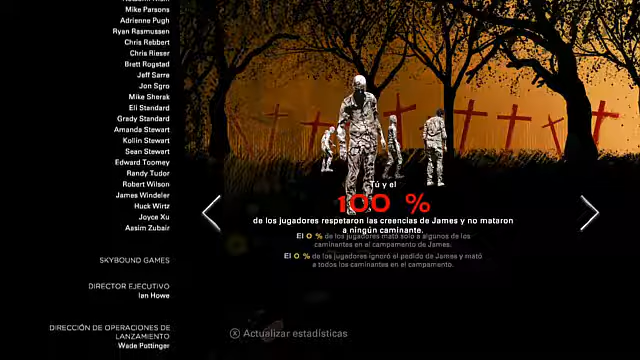 Mike Parsons
Adrienne Pugh
Ryan Rasmussen
Chris Rebbert
Chris Rieser
Brett Rogstad
Jeff Sarre
Jon Sgro
Mike Sherak
Eli Standard
Grady Standard
Amanda Stewart
Kollin Stewart
Sean Stewart
Edward Toomey
Randy Tudor
Robert Wilson
James Windeler
Huck Wirtz
Joyce Xu
Aasim Zubair
SKYBOUND GAMES
DIRECTOR EJECUTIVO
Ian Howe
DIRECCIÓN DE OPERACIONES DE
LANZAMIENTO
Wade Pottinger
Tú y el
100 %
de los jugadores respetaron las creencias de James y no mataron
a ningún caminante.
El 0 % de los jugadores mató solo a algunos de los
caminantes en el campamento de James.
El 0 % de los jugadores ignoró el pedido de James y mató
a todos los caminantes en el campamento.
X Actualizar estadísticas